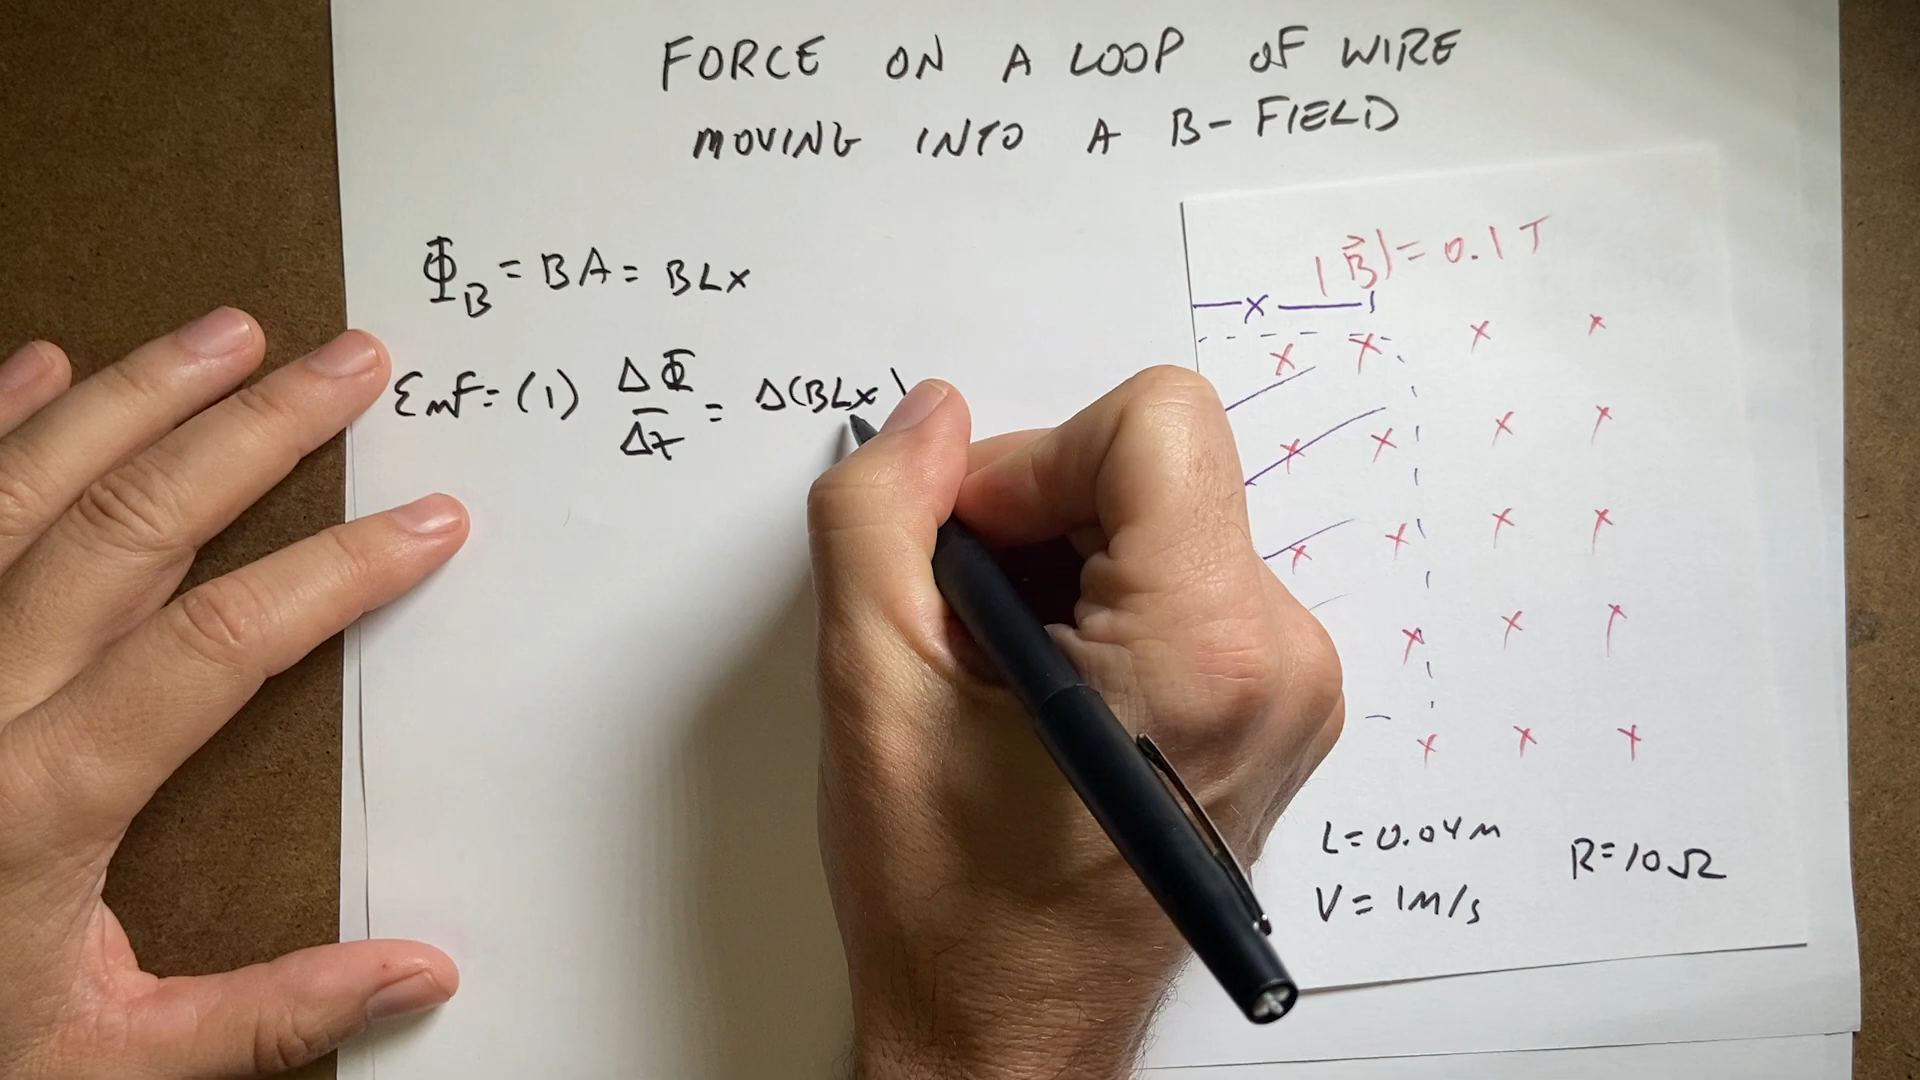 FORCE ON A LOOP OF WIRE
MOVING INTO A B-FIELD
Φ_B = BA = BLx
Emf = (1) ΔΦ/Δt = Δ(BLx)
|B⃗| = 0.1 T
x
x x x x
x x x x
x x x x
x x x
x x x
L = 0.04 m
R = 10 Ω
V = 1 m/s